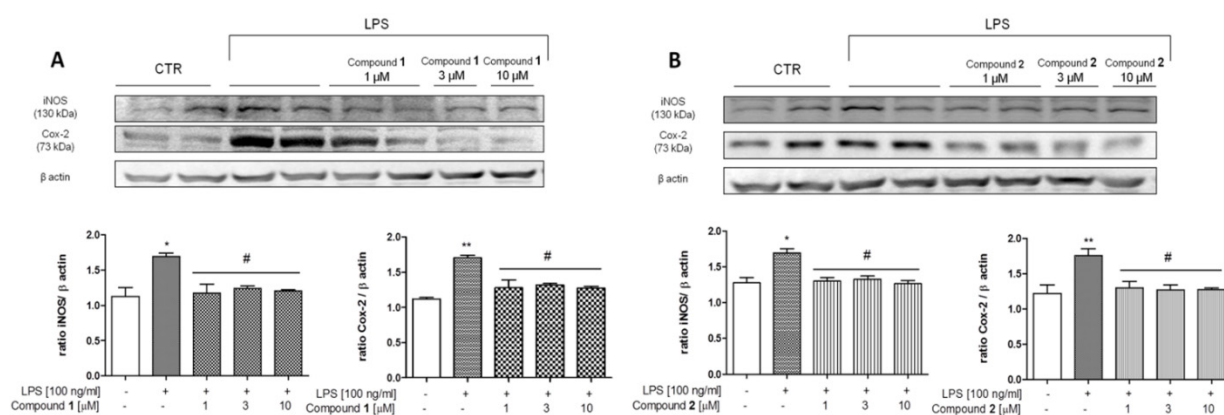 LPS
A
CTR
Compound 1
1 µM
Compound 1
3 µM
Compound 1
10 µM
iNOS
(130 kDa)
Cox-2
(73 kDa)
β actin
ratio iNOS/ β actin
2.0
1.5
1.0
0.5
0.0
*
#
LPS [100 ng/ml] - + + + +
Compound 1 [µM] - - 1 3 10
ratio Cox-2 / β actin
2.0
1.5
1.0
0.5
0.0
**
#
LPS [100 ng/ml] - + + + +
Compound 1 [µM] - - 1 3 10
LPS
B
CTR
Compound 2
1 µM
Compound 2
3 µM
Compound 2
10 µM
iNOS
(130 kDa)
Cox-2
(73 kDa)
β actin
ratio iNOS/ β actin
2.0
1.5
1.0
0.5
0.0
*
#
LPS [100 ng/ml] - + + + +
Compound 2 [µM] - - 1 3 10
ratio Cox-2 / β actin
2.0
1.5
1.0
0.5
0.0
**
#
LPS [100 ng/ml] - + + + +
Compound 2 [µM] - - 1 3 10